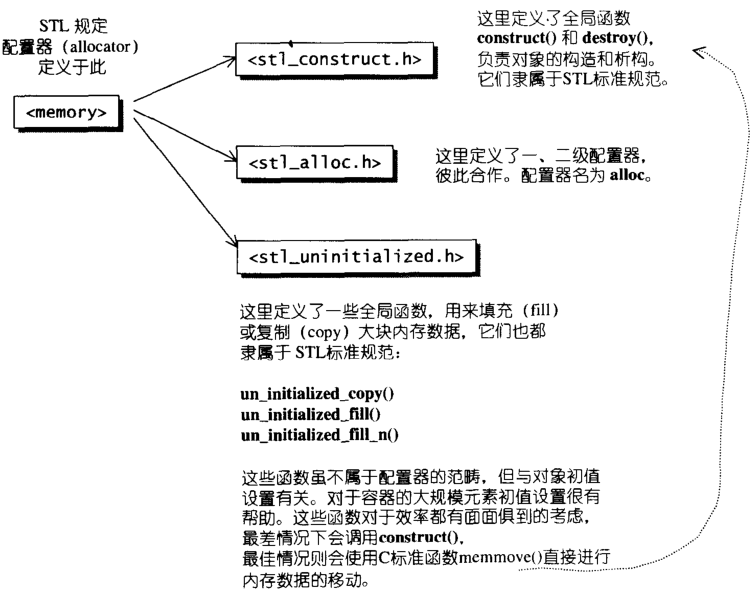 STL 规定
配置器（allocator）
定义于此
<memory>
<stl_construct.h>
这里定义了全局函数
construct() 和 destroy(),
负责对象的构造和析构。
它们隶属于STL标准规范。
<stl_alloc.h>
这里定义了一、二级配置器，
彼此合作。配置器名为 alloc。
<stl_uninitialized.h>
这里定义了一些全局函数，用来填充（fill）
或复制（copy）大块内存数据，它们也都
隶属于 STL标准规范：
un_initialized_copy()
un_initialized_fill()
un_initialized_fill_n()
这些函数虽不属于配置器的范畴，但与对象初值
设置有关。对于容器的大规模元素初值设置很有
帮助。这些函数对于效率都有面面俱到的考虑，
最差情况下会调用construct(),
最佳情况则会使用C标准函数memmove()直接进行
内存数据的移动。